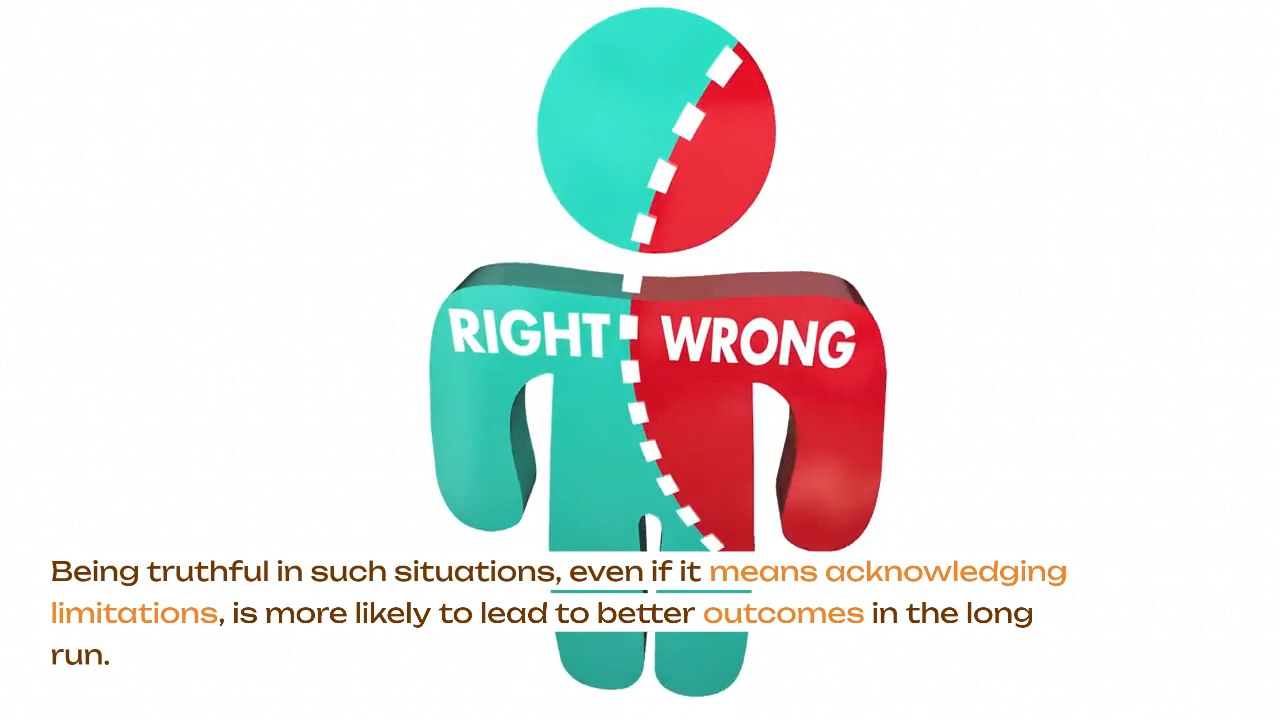 RIGHT WRONG
Being truthful in such situations, even if it means acknowledging
limitations, is more likely to lead to better outcomes in the long
run.